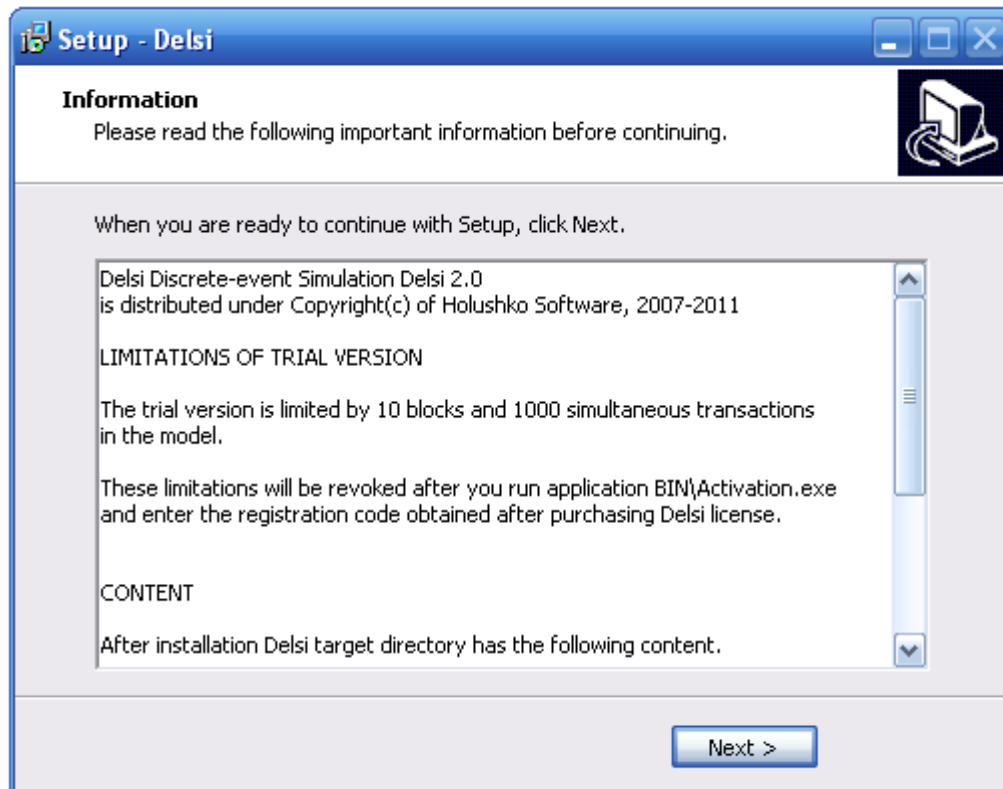 Setup - Delsi
Information
Please read the following important information before continuing.
When you are ready to continue with Setup, click Next.
Delsi Discrete-event Simulation Delsi 2.0
is distributed under Copyright(c) of Holushko Software, 2007-2011
LIMITATIONS OF TRIAL VERSION
The trial version is limited by 10 blocks and 1000 simultaneous transactions
in the model.
These limitations will be revoked after you run application BIN\Activation.exe
and enter the registration code obtained after purchasing Delsi license.
CONTENT
After installation Delsi target directory has the following content.
Next >